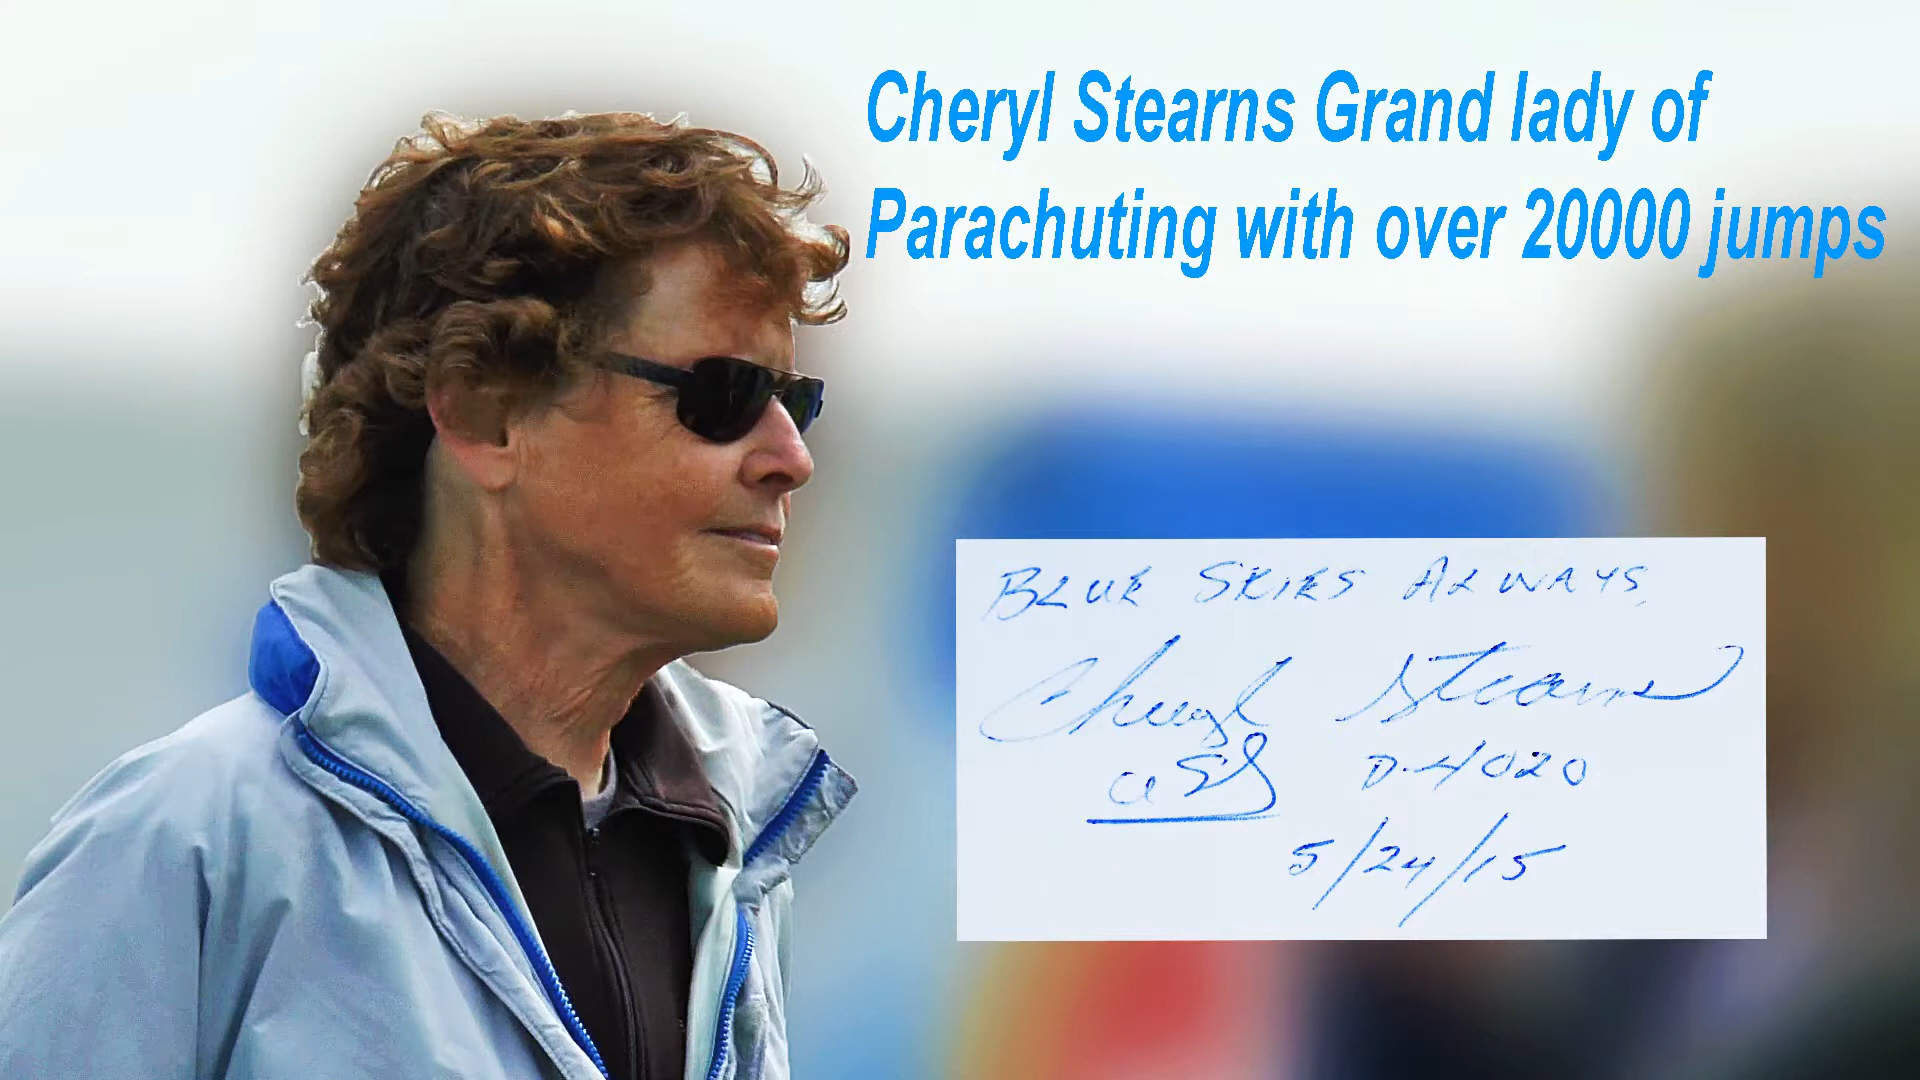 Cheryl Stearns Grand lady of
Parachuting with over 20000 jumps
BLUE SKIES ALWAYS,
Cheryl Stearns
D-4020
5/24/15